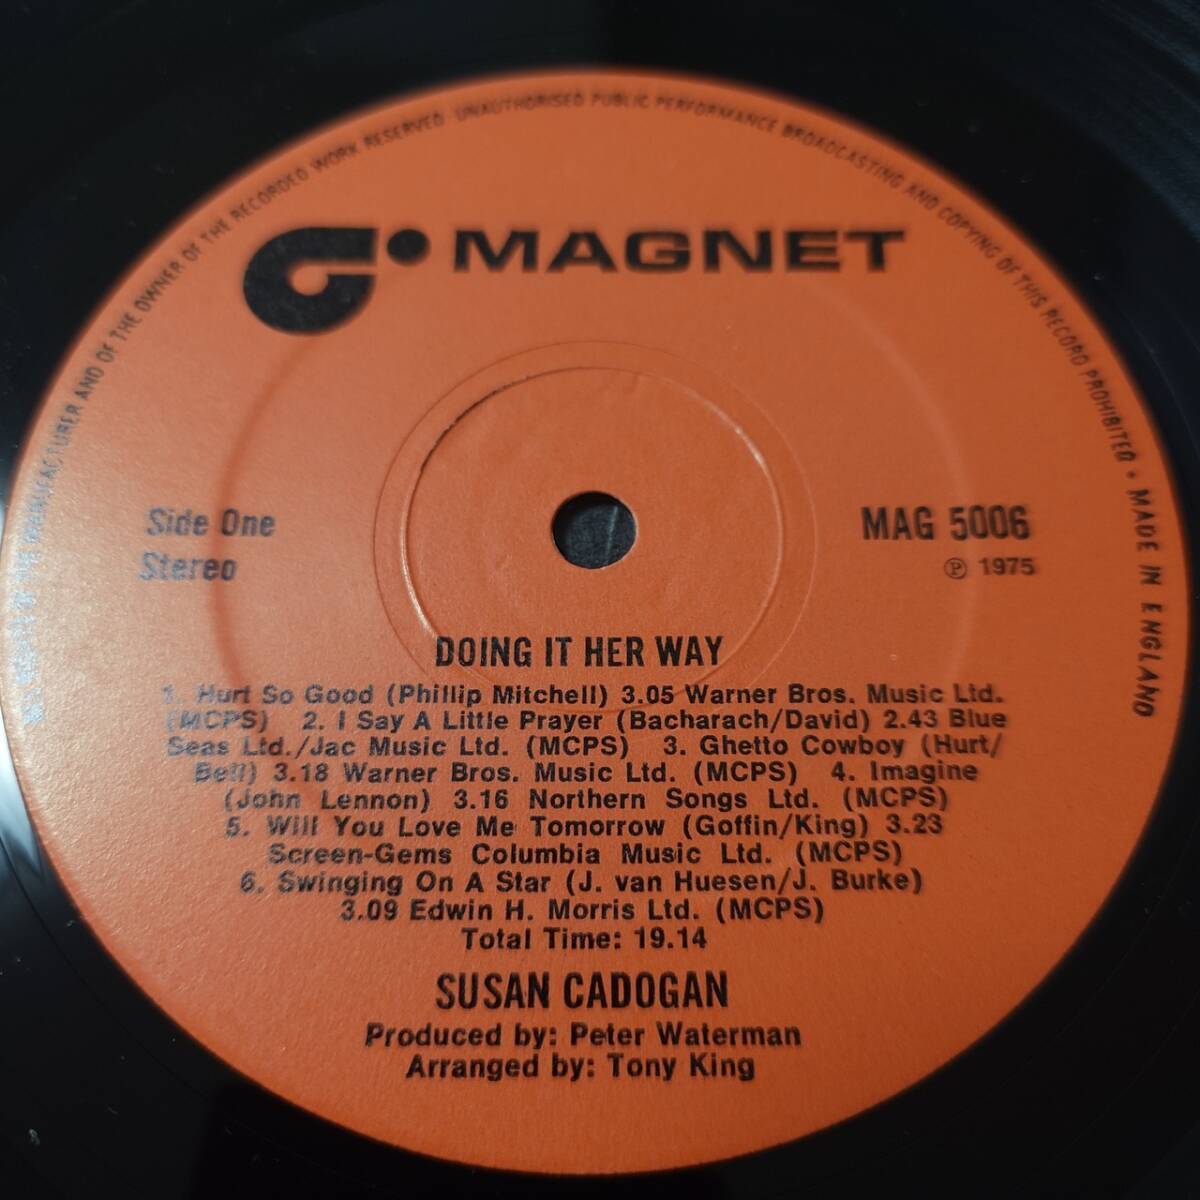 OF THE MANUFACTURER AND OF THE OWNER OF THE RECORDED WORK RESERVED · UNAUTHORISED PUBLIC PERFORMANCE BROADCASTING AND COPYING OF THIS RECORD PROHIBITED • MADE IN ENGLAND
MAGNET
Side One
Stereo
MAG 5006
℗ 1975
DOING IT HER WAY
1. Hurt So Good (Phillip Mitchell) 3.05 Warner Bros. Music Ltd.
(MCPS) 2. I Say A Little Prayer (Bacharach/David) 2.43 Blue
Seas Ltd./Jac Music Ltd. (MCPS) 3. Ghetto Cowboy (Hurt/
Bell) 3.18 Warner Bros. Music Ltd. (MCPS) 4. Imagine
(John Lennon) 3.16 Northern Songs Ltd. (MCPS)
5. Will You Love Me Tomorrow (Goffin/King) 3.23
Screen-Gems Columbia Music Ltd. (MCPS)
6. Swinging On A Star (J. van Huesen/J. Burke)
3.09 Edwin H. Morris Ltd. (MCPS)
Total Time: 19.14
SUSAN CADOGAN
Produced by: Peter Waterman
Arranged by: Tony King